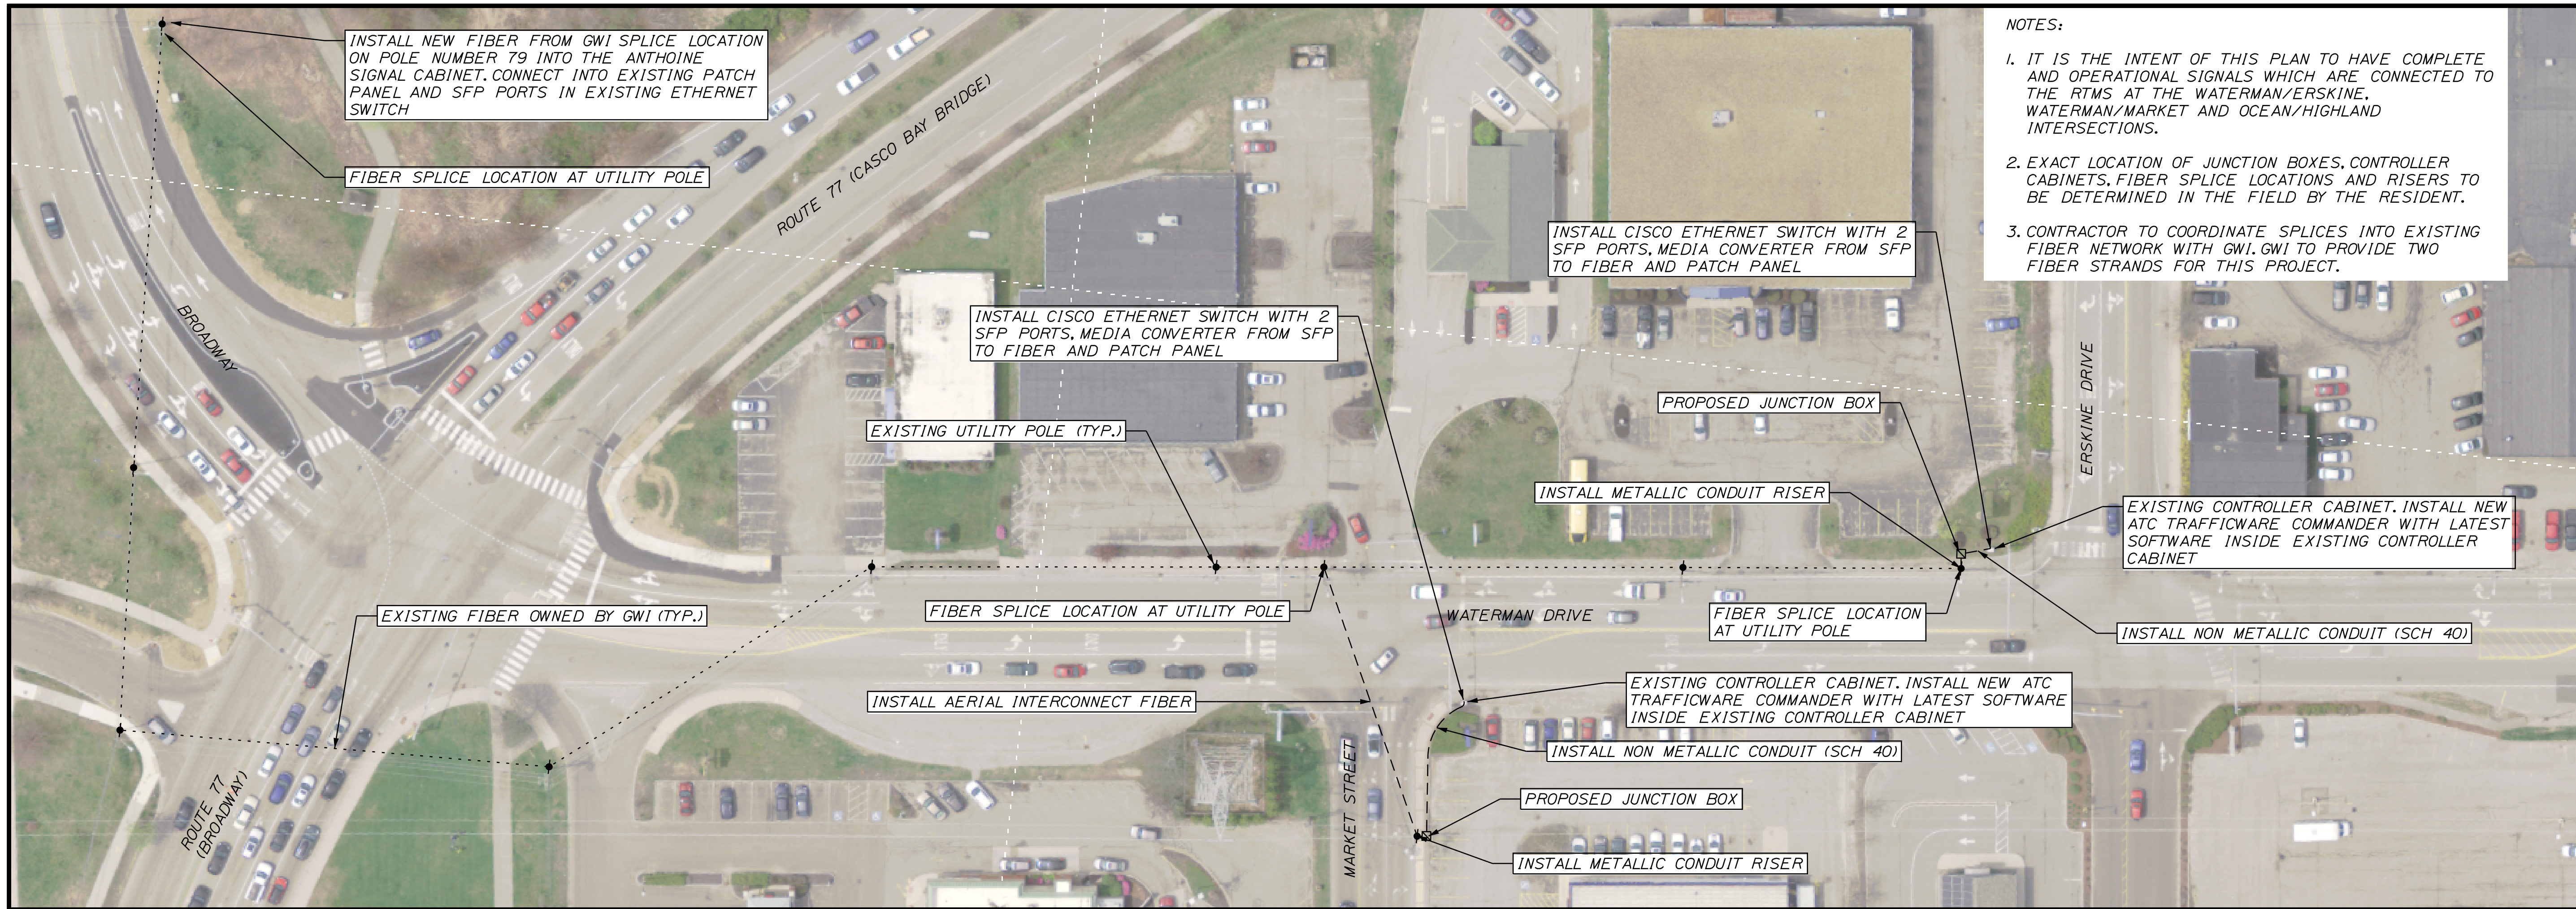 INSTALL NEW FIBER FROM GWI SPLICE LOCATION
ON POLE NUMBER 79 INTO THE ANTHOINE
SIGNAL CABINET. CONNECT INTO EXISTING PATCH
PANEL AND SFP PORTS IN EXISTING ETHERNET
SWITCH
FIBER SPLICE LOCATION AT UTILITY POLE
BROADWAY
ROUTE 77 (CASCO BAY BRIDGE)
NOTES:
1. IT IS THE INTENT OF THIS PLAN TO HAVE COMPLETE
AND OPERATIONAL SIGNALS WHICH ARE CONNECTED TO
THE RTMS AT THE WATERMAN/ERSKINE,
WATERMAN/MARKET AND OCEAN/HIGHLAND
INTERSECTIONS.
2. EXACT LOCATION OF JUNCTION BOXES, CONTROLLER
CABINETS, FIBER SPLICE LOCATIONS AND RISERS TO
BE DETERMINED IN THE FIELD BY THE RESIDENT.
3. CONTRACTOR TO COORDINATE SPLICES INTO EXISTING
FIBER NETWORK WITH GWI. GWI TO PROVIDE TWO
FIBER STRANDS FOR THIS PROJECT.
INSTALL CISCO ETHERNET SWITCH WITH 2
SFP PORTS, MEDIA CONVERTER FROM SFP
TO FIBER AND PATCH PANEL
INSTALL CISCO ETHERNET SWITCH WITH 2
SFP PORTS, MEDIA CONVERTER FROM SFP
TO FIBER AND PATCH PANEL
PROPOSED JUNCTION BOX
ERSKINE DRIVE
EXISTING UTILITY POLE (TYP.)
INSTALL METALLIC CONDUIT RISER
EXISTING CONTROLLER CABINET. INSTALL NEW
ATC TRAFFICWARE COMMANDER WITH LATEST
SOFTWARE INSIDE EXISTING CONTROLLER
CABINET
EXISTING FIBER OWNED BY GWI (TYP.)
FIBER SPLICE LOCATION AT UTILITY POLE
WATERMAN DRIVE
FIBER SPLICE LOCATION
AT UTILITY POLE
INSTALL NON METALLIC CONDUIT (SCH 40)
INSTALL AERIAL INTERCONNECT FIBER
EXISTING CONTROLLER CABINET. INSTALL NEW ATC
TRAFFICWARE COMMANDER WITH LATEST SOFTWARE
INSIDE EXISTING CONTROLLER CABINET
INSTALL NON METALLIC CONDUIT (SCH 40)
MARKET STREET
PROPOSED JUNCTION BOX
INSTALL METALLIC CONDUIT RISER
ROUTE 77
(BROADWAY)